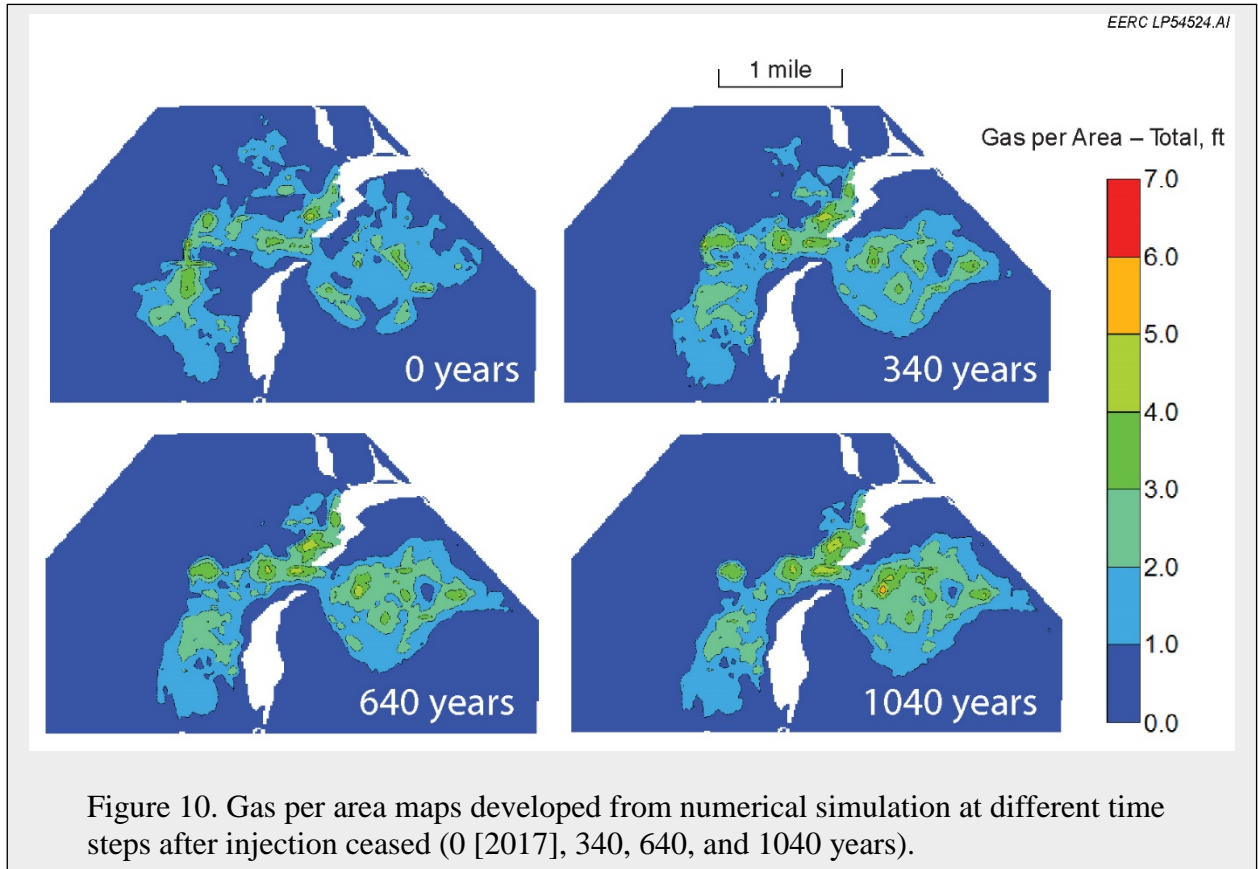 EERC LP54524.AI
1 mile
Gas per Area – Total, ft
7.0
6.0
5.0
4.0
3.0
2.0
1.0
0.0
0 years
340 years
640 years
1040 years
Figure 10. Gas per area maps developed from numerical simulation at different time
steps after injection ceased (0 [2017], 340, 640, and 1040 years).